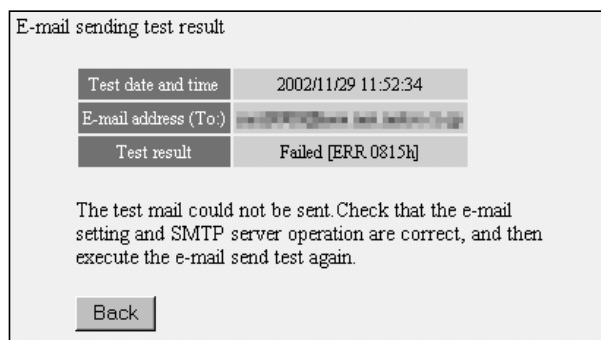 E-mail sending test result
Test date and time 2002/11/29 11:52:34
E-mail address (To:)
Test result Failed [ERR 0815h]
The test mail could not be sent.Check that the e-mail
setting and SMTP server operation are correct, and then
execute the e-mail send test again.
Back